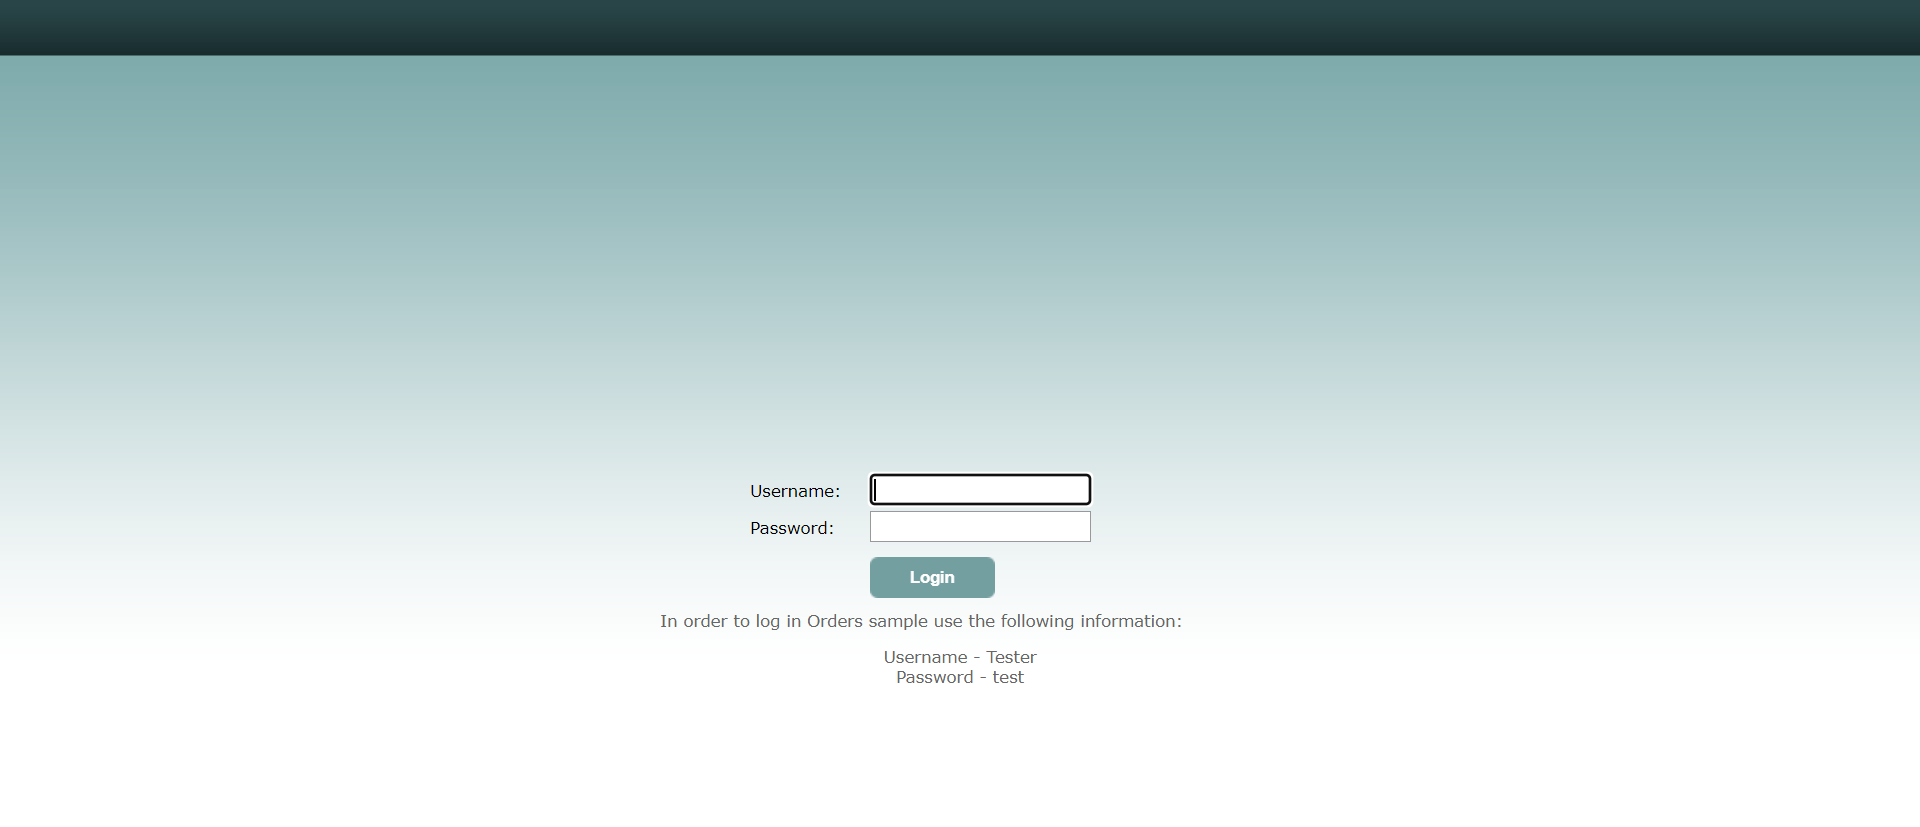 Username:
Password:
Login
In order to log in Orders sample use the following information:
Username - Tester
Password - test